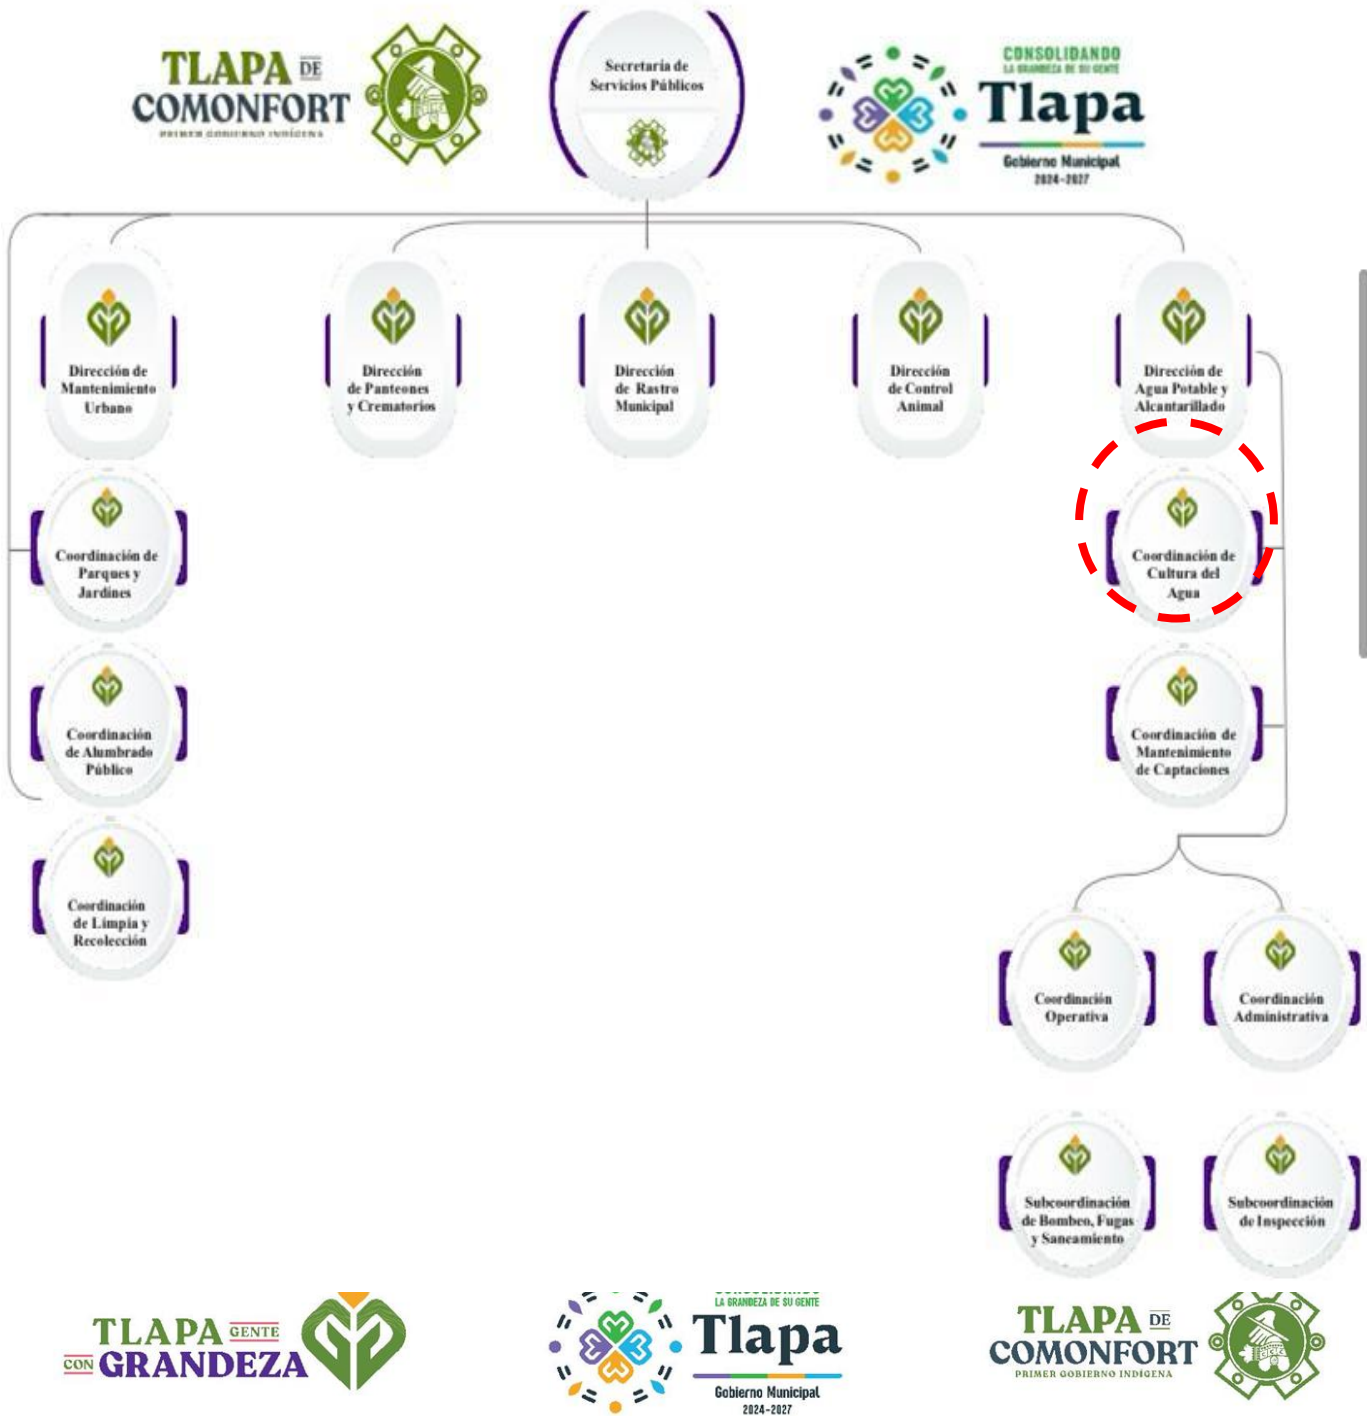 TLAPA DE
COMONFORT
PRIMER GOBIERNO INDÍGENA
Secretaría de
Servicios Públicos
CONSOLIDANDO
LA GRANDEZA DE SU GENTE
Tlapa
Gobierno Municipal
2024-2027
Dirección de
Mantenimiento
Urbano
Dirección
de Panteones
y Crematorios
Dirección
de Rastro
Municipal
Dirección
de Control
Animal
Dirección de
Agua Potable y
Alcantarillado
Coordinación de
Parques y
Jardines
Coordinación de
Cultura del
Agua
Coordinación
de Alumbrado
Público
Coordinación de
Mantenimiento
de Captaciones
Coordinación
de Limpia y
Recolección
Coordinación
Operativa
Coordinación
Administrativa
Subcoordinación
de Bombeo, Fugas
y Saneamiento
Subcoordinación
de Inspección
TLAPA GENTE
CON GRANDEZA
CONSOLIDANDO
LA GRANDEZA DE SU GENTE
Tlapa
Gobierno Municipal
2024-2027
TLAPA DE
COMONFORT
PRIMER GOBIERNO INDÍGENA